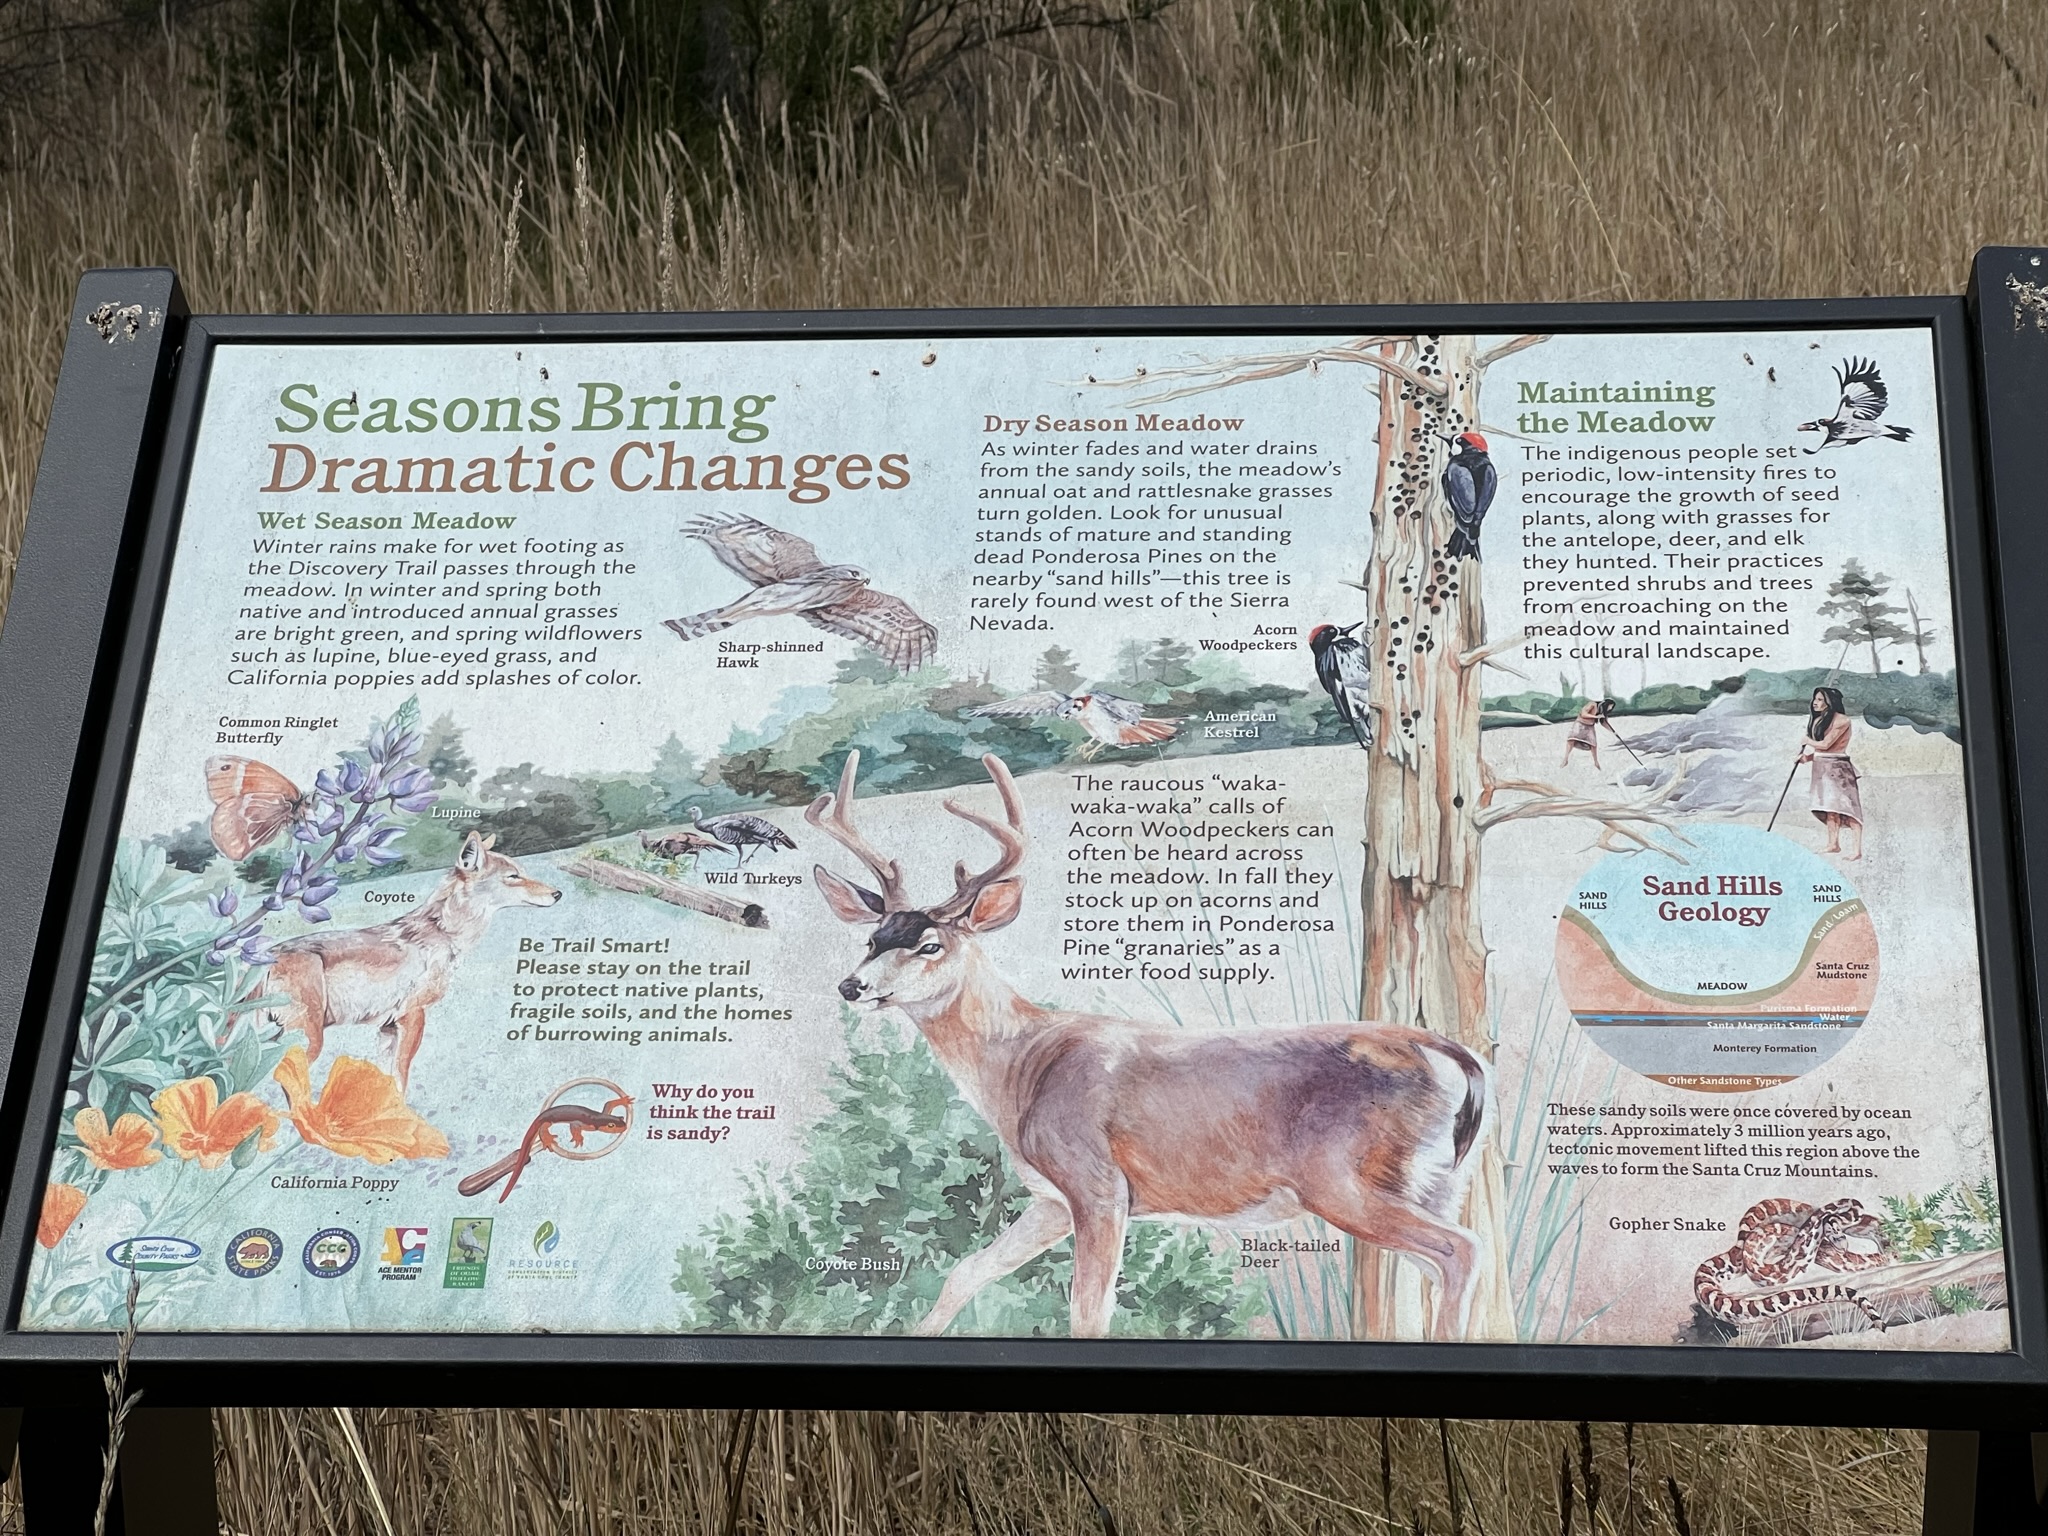 Seasons Bring
Dramatic Changes
Wet Season Meadow
Winter rains make for wet footing as
the Discovery Trail passes through the
meadow. In winter and spring both
native and introduced annual grasses
are bright green, and spring wildflowers
such as lupine, blue-eyed grass, and
California poppies add splashes of color.
Sharp-shinned
Hawk
Common Ringlet
Butterfly
Lupine
Coyote
Wild Turkeys
Be Trail Smart!
Please stay on the trail
to protect native plants,
fragile soils, and the homes
of burrowing animals.
Why do you
think the trail
is sandy?
California Poppy
SANTA CRUZ
COUNTY PARKS
CALIFORNIA
STATE PARKS
CCC
ACE MENTOR
PROGRAM
FRIENDS
OF QUAIL
HOLLOW
RANCH
RESOURCE
Dry Season Meadow
As winter fades and water drains
from the sandy soils, the meadow's
annual oat and rattlesnake grasses
turn golden. Look for unusual
stands of mature and standing
dead Ponderosa Pines on the
nearby “sand hills”—this tree is
rarely found west of the Sierra
Nevada.
Acorn
Woodpeckers
American
Kestrel
The raucous “waka-
waka-waka” calls of
Acorn Woodpeckers can
often be heard across
the meadow. In fall they
stock up on acorns and
store them in Ponderosa
Pine “granaries” as a
winter food supply.
Coyote Bush
Black-tailed
Deer
Maintaining
the Meadow
The indigenous people set
periodic, low-intensity fires to
encourage the growth of seed
plants, along with grasses for
the antelope, deer, and elk
they hunted. Their practices
prevented shrubs and trees
from encroaching on the
meadow and maintained
this cultural landscape.
Sand Hills
Geology
SAND
HILLS
SAND
HILLS
Sand Loam
Santa Cruz
Mudstone
MEADOW
Purisma Formation
Water
Santa Margarita Sandstone
Monterey Formation
Other Sandstone Types
These sandy soils were once covered by ocean
waters. Approximately 3 million years ago,
tectonic movement lifted this region above the
waves to form the Santa Cruz Mountains.
Gopher Snake